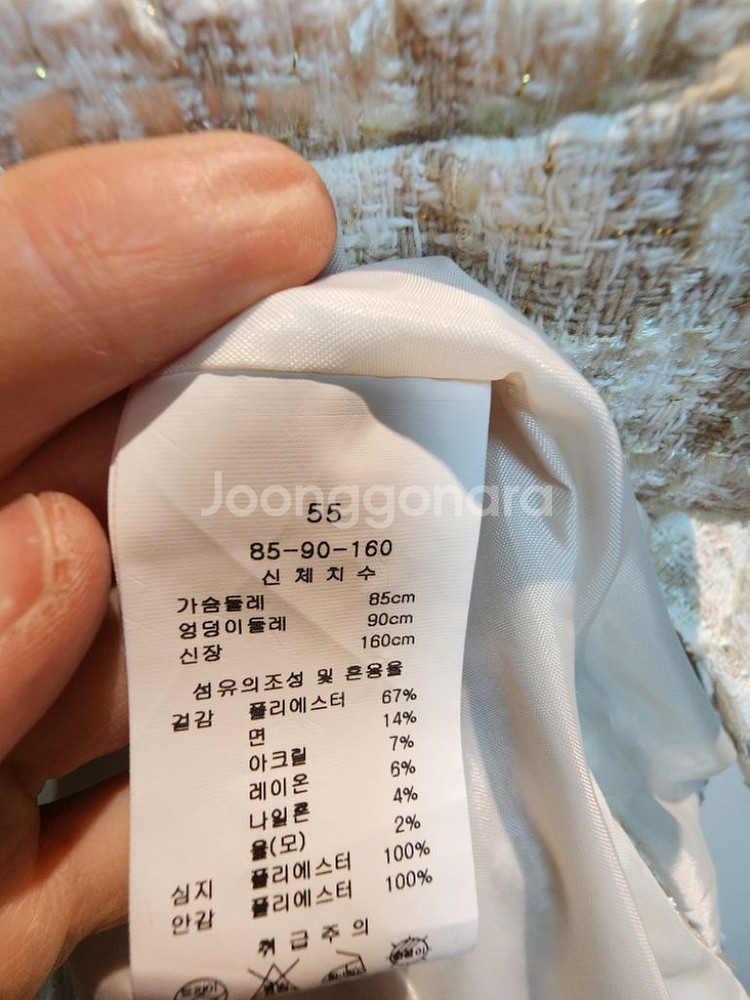 Joonggonara
55
85-90-160
신체치수
가슴둘레 85cm
엉덩이둘레 90cm
신장 160cm
섬유의조성 및 혼용율
겉감 폴리에스터 67%
면 14%
아크릴 7%
레이온 6%
나일론 4%
울(모) 2%
심지 폴리에스터 100%
안감 폴리에스터 100%
취급주의
드라이